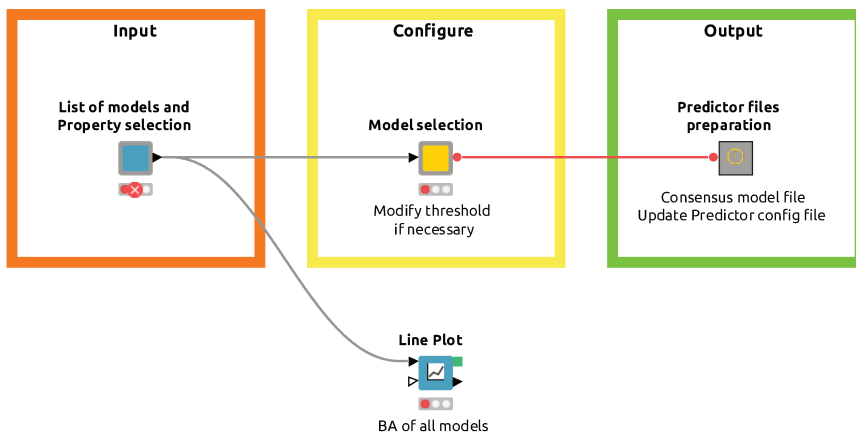 Input
Configure
Output
List of models and
Property selection
Model selection
Predictor files
preparation
Modify threshold
if necessary
Consensus model file
Update Predictor config file
Line Plot
BA of all models